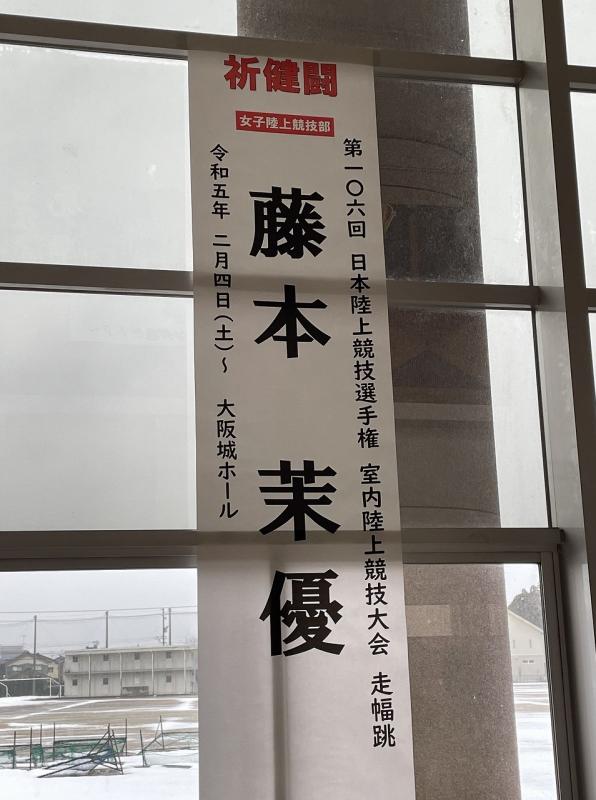 祈健闘
女子陸上競技部
第一〇六回 日本陸上競技選手権 室内陸上競技大会 走幅跳
藤本 茉優
令和五年 二月四日(土)～ 大阪城ホール